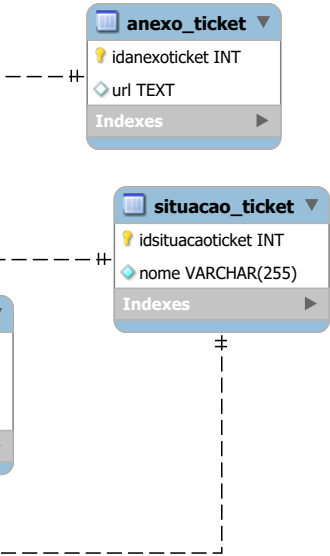 anexo_ticket
idanexoticket INT
url TEXT
Indexes
situacao_ticket
idsituacaoticket INT
nome VARCHAR(255)
Indexes